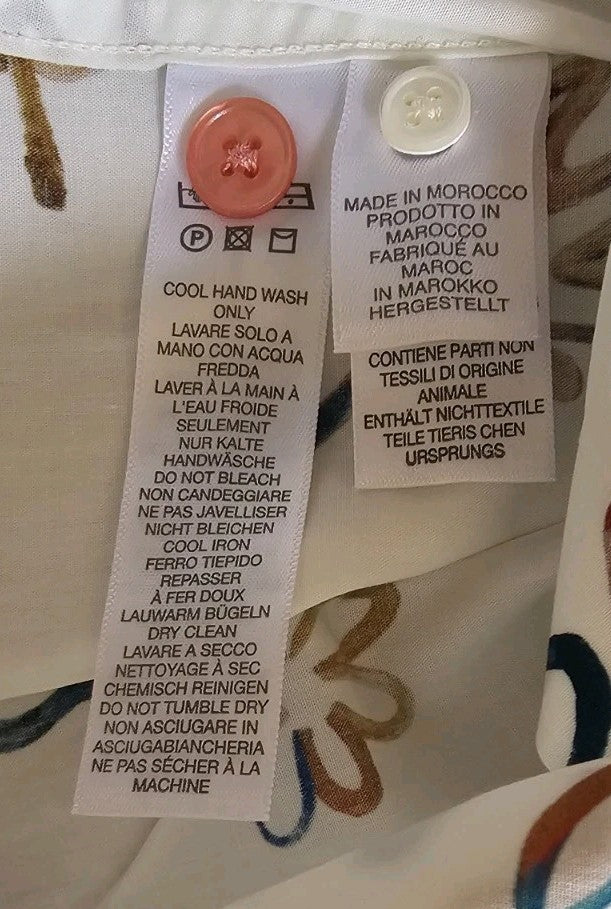 P
COOL HAND WASH
ONLY
LAVARE SOLO A
MANO CON ACQUA
FREDDA
LAVER À LA MAIN À
L'EAU FROIDE
SEULEMENT
NUR KALTE
HANDWÄSCHE
DO NOT BLEACH
NON CANDEGGIARE
NE PAS JAVELLISER
NICHT BLEICHEN
COOL IRON
FERRO TIEPIDO
REPASSER
À FER DOUX
LAUWARM BÜGELN
DRY CLEAN
LAVARE A SECCO
NETTOYAGE À SEC
CHEMISCH REINIGEN
DO NOT TUMBLE DRY
NON ASCIUGARE IN
ASCIUGABIANCHERIA
NE PAS SÉCHER À LA
MACHINE
MADE IN MOROCCO
PRODOTTO IN
MAROCCO
FABRIQUÉ AU
MAROC
IN MAROKKO
HERGESTELLT
CONTIENE PARTI NON
TESSILI DI ORIGINE
ANIMALE
ENTHÄLT NICHTTEXTILE
TEILE TIERIS CHEN
URSPRUNGS